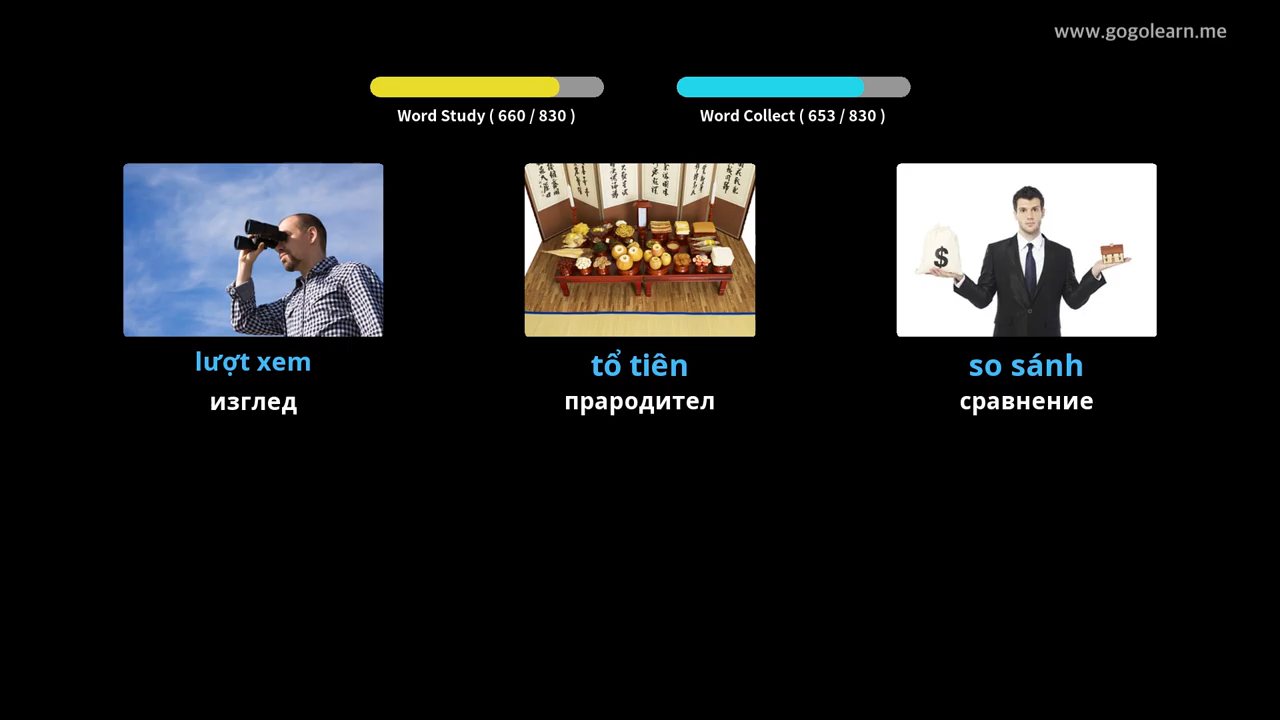 www.gogolearn.me
Word Study ( 660 / 830 )
Word Collect ( 653 / 830 )
$
lượt xem
tổ tiên
so sánh
изглед
прародител
сравнение